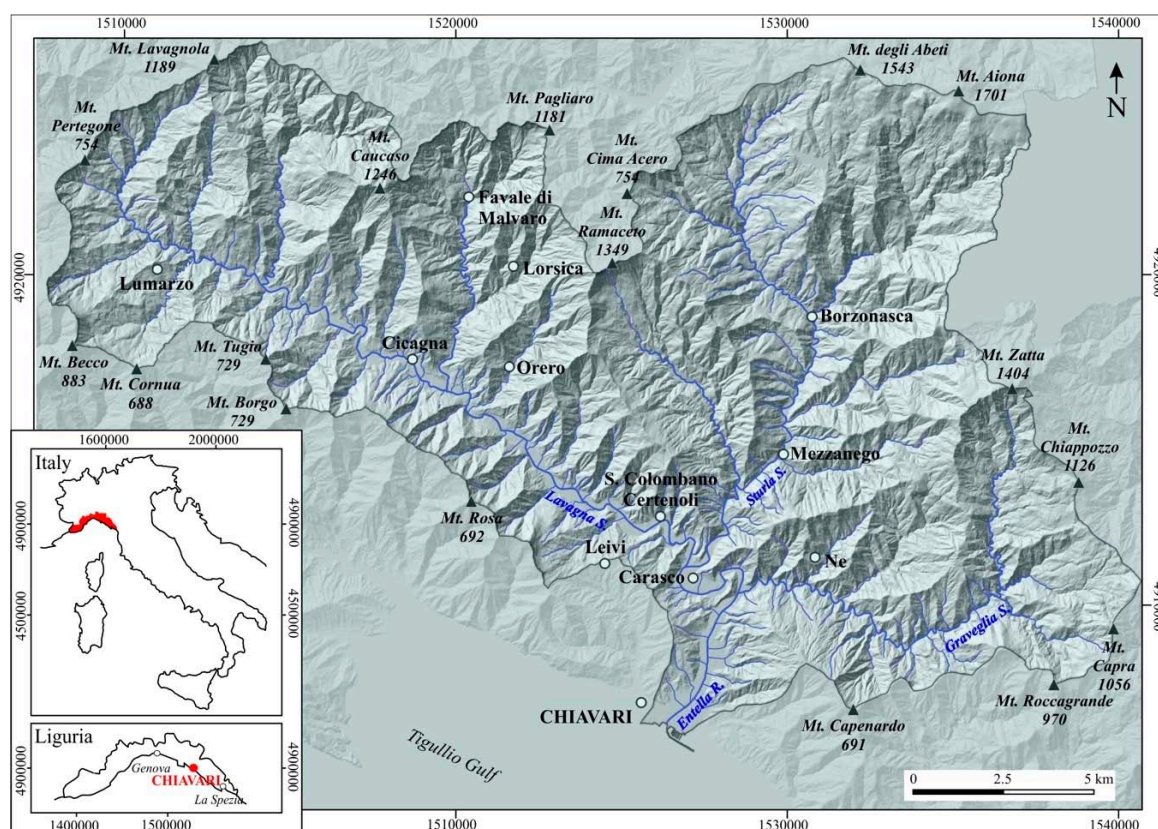 1510000
1520000
1530000
1540000
Mt. Lavagnola
1189
Mt. degli Abeti
1543
Mt. Aiona
1701
N
Mt.
Pertegone
754
Mt. Pagliaro
1181
Mt.
Caucaso
1246
Mt.
Cima Acero
754
Favale di
Malvaro
Mt.
Ramaceto
1349
4920000
4920000
Lumarzo
Lorsica
Borzonasca
Mt. Becco
883
Mt. Cornua
688
Mt. Tugio
729
Cicagna
Orero
Mt. Zatta
1404
Mt. Borgo
729
Mt.
Chiappozzo
1126
Mezzanego
S. Colombano
Certenoli
Sturla S.
Lavagna S.
Mt. Rosa
692
Leivi
Carasco
Ne
4910000
Graveglia S.
Mt.
Capra
1056
Mt. Roccagrande
970
Mt. Capenardo
691
Entella R.
CHIAVARI
Tigullio Gulf
0 2.5 5 km
1600000
2000000
Italy
4900000
4500000
Liguria
Genova
CHIAVARI
La Spezia
4900000
4900000
1400000
1500000
1510000
1530000
1540000